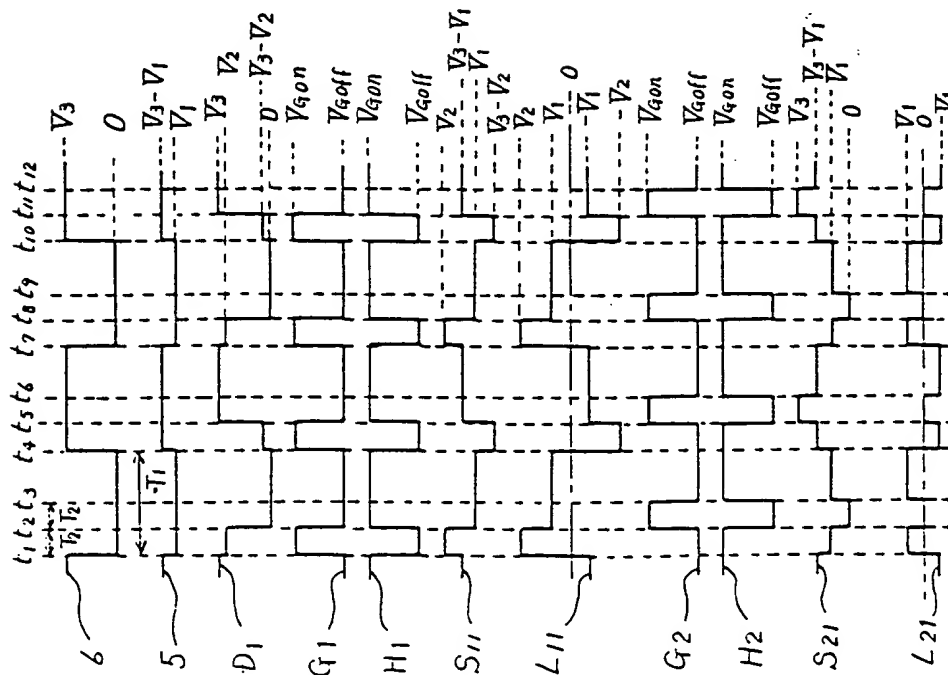 t1 t2 t3 t4 t5 t6 t7 t8 t9 t10 t11 t12
T2 T2
T1
6 V3 0
5 V3-V1 V1
D1 V3 V2 V3-V2 0
G1 VGon VGoff
H1 VGon VGoff
S11 V2 V3-V1 V1 V3-V2
L11 V2 V1 0 V1 V2
G2 VGon VGoff
H2 VGon VGoff
S21 V3 V3-V1 V1 0
L21 V1 0 V1